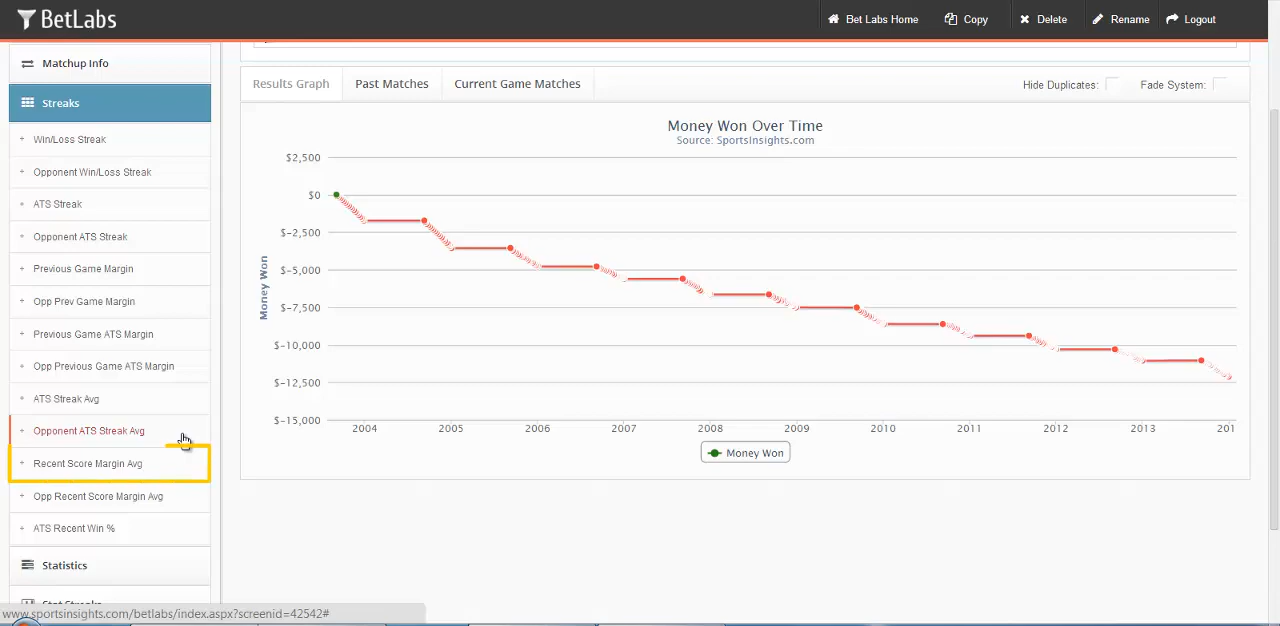 BetLabs
Bet Labs Home
Copy
Delete
Rename
Logout
Matchup Info
Streaks
Win/Loss Streak
Opponent Win/Loss Streak
ATS Streak
Opponent ATS Streak
Previous Game Margin
Opp Prev Game Margin
Previous Game ATS Margin
Opp Previous Game ATS Margin
ATS Streak Avg
Opponent ATS Streak Avg
Recent Score Margin Avg
Opp Recent Score Margin Avg
ATS Recent Win %
Statistics
Stat Streaks
Results Graph
Past Matches
Current Game Matches
Hide Duplicates:
Fade System:
Money Won Over Time
Source: SportsInsights.com
Money Won
$2,500
$0
$-2,500
$-5,000
$-7,500
$-10,000
$-12,500
$-15,000
2004 2005 2006 2007 2008 2009 2010 2011 2012 2013 201
Money Won
www.sportsinsights.com/betlabs/index.aspx?screenid=42542#